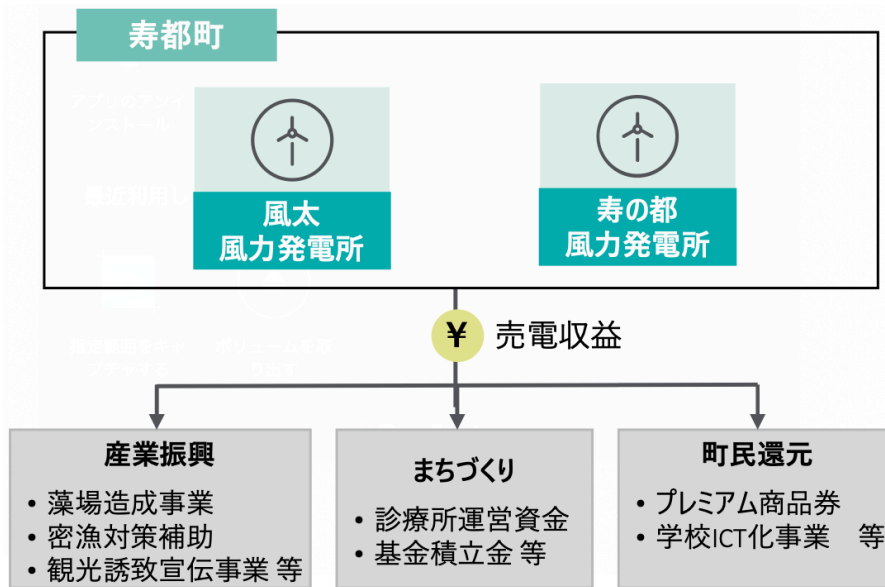 寿都町
風太
風力発電所
寿の都
風力発電所
¥ 売電収益
産業振興
• 藻場造成事業
• 密漁対策補助
• 観光誘致宣伝事業 等
まちづくり
• 診療所運営資金
• 基金積立金 等
町民還元
• プレミアム商品券
• 学校ICT化事業　等